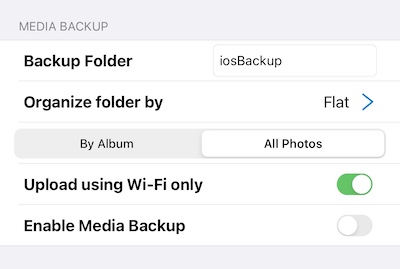 MEDIA BACKUP
Backup Folder iosBackup
Organize folder by Flat
By Album All Photos
Upload using Wi-Fi only
Enable Media Backup